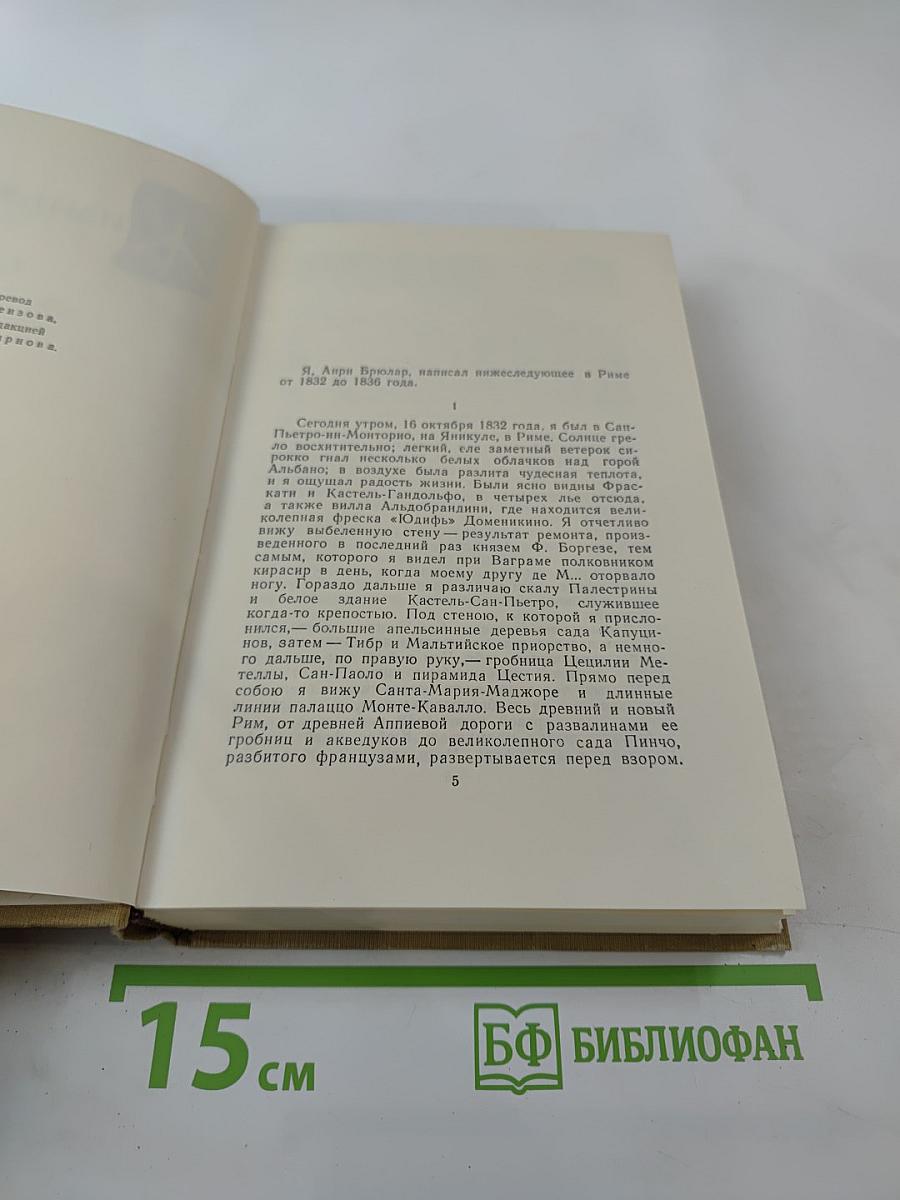 ревод
ензова,
дакцией
рнова.
Я, Анри Брюлар, написал нижеследующее в Риме
от 1832 до 1836 года.
1
Сегодня утром, 16 октября 1832 года, я был в Сан-
Пьетро-ин-Монторио, на Яникуле, в Риме. Солнце гре-
ло восхитительно; легкий, еле заметный ветерок си-
рокко гнал несколько белых облачков над горой
Альбано; в воздухе была разлита чудесная теплота,
и я ощущал радость жизни. Были ясно видны Фрас-
кати и Кастель-Гандольфо, в четырех лье отсюда,
а также вилла Альдобрандини, где находится вели-
колепная фреска «Юдифь» Доменикино. Я отчетливо
вижу выбеленную стену — результат ремонта, произ-
веденного в последний раз князем Ф. Боргезе, тем
самым, которого я видел при Ваграме полковником
кирасир в день, когда моему другу де М... оторвало
ногу. Гораздо дальше я различаю скалу Палестрины
и белое здание Кастель-Сан-Пьетро, служившее
когда-то крепостью. Под стеною, к которой я присло-
нился,— большие апельсинные деревья сада Капуци-
нов, затем — Тибр и Мальтийское приорство, а немно-
го дальше, по правую руку,— гробница Цецилии Ме-
теллы, Сан-Паоло и пирамида Цестия. Прямо перед
собою я вижу Санта-Мария-Маджоре и длинные
линии палаццо Монте-Кавалло. Весь древний и новый
Рим, от древней Аппиевой дороги с развалинами ее
гробниц и акведуков до великолепного сада Пинчо,
разбитого французами, развертывается перед взором.
5
15 см
БФ БИБЛИОФАН